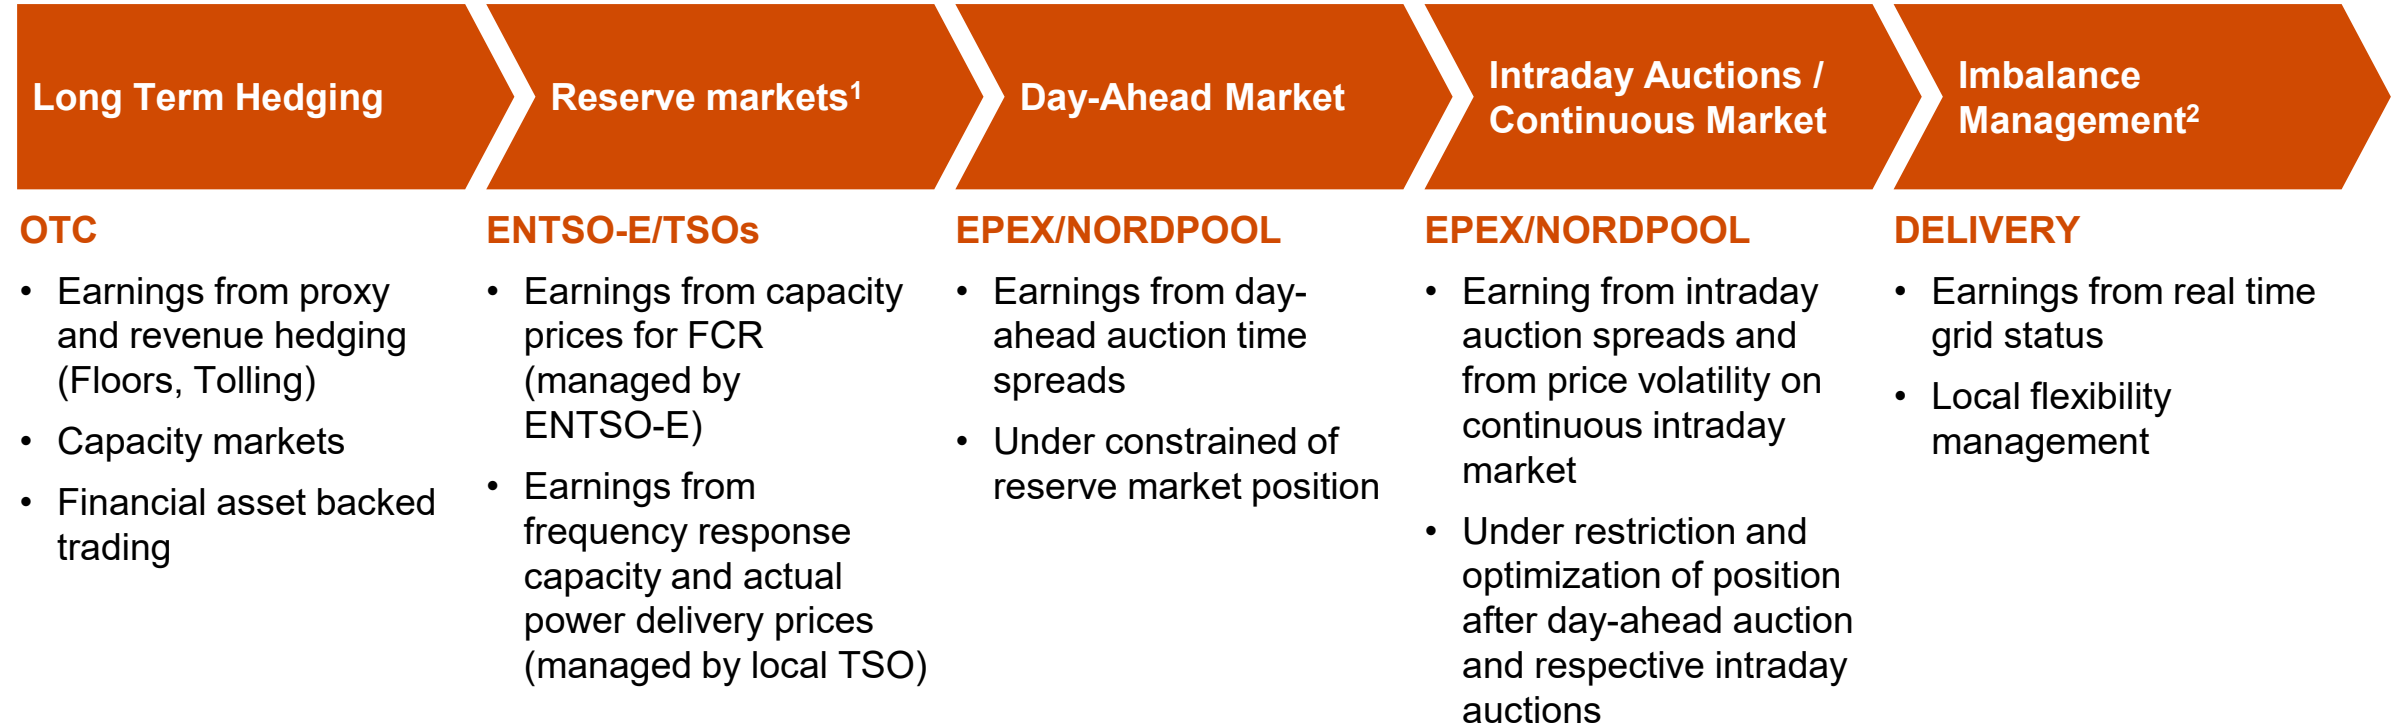 Long Term Hedging
Reserve markets¹
Day-Ahead Market
Intraday Auctions /
Continuous Market
Imbalance
Management²
OTC
• Earnings from proxy
and revenue hedging
(Floors, Tolling)
• Capacity markets
• Financial asset backed
trading
ENTSO-E/TSOs
• Earnings from capacity
prices for FCR
(managed by
ENTSO-E)
• Earnings from
frequency response
capacity and actual
power delivery prices
(managed by local TSO)
EPEX/NORDPOOL
• Earnings from day-
ahead auction time
spreads
• Under constrained of
reserve market position
EPEX/NORDPOOL
• Earning from intraday
auction spreads and
from price volatility on
continuous intraday
market
• Under restriction and
optimization of position
after day-ahead auction
and respective intraday
auctions
DELIVERY
• Earnings from real time
grid status
• Local flexibility
management